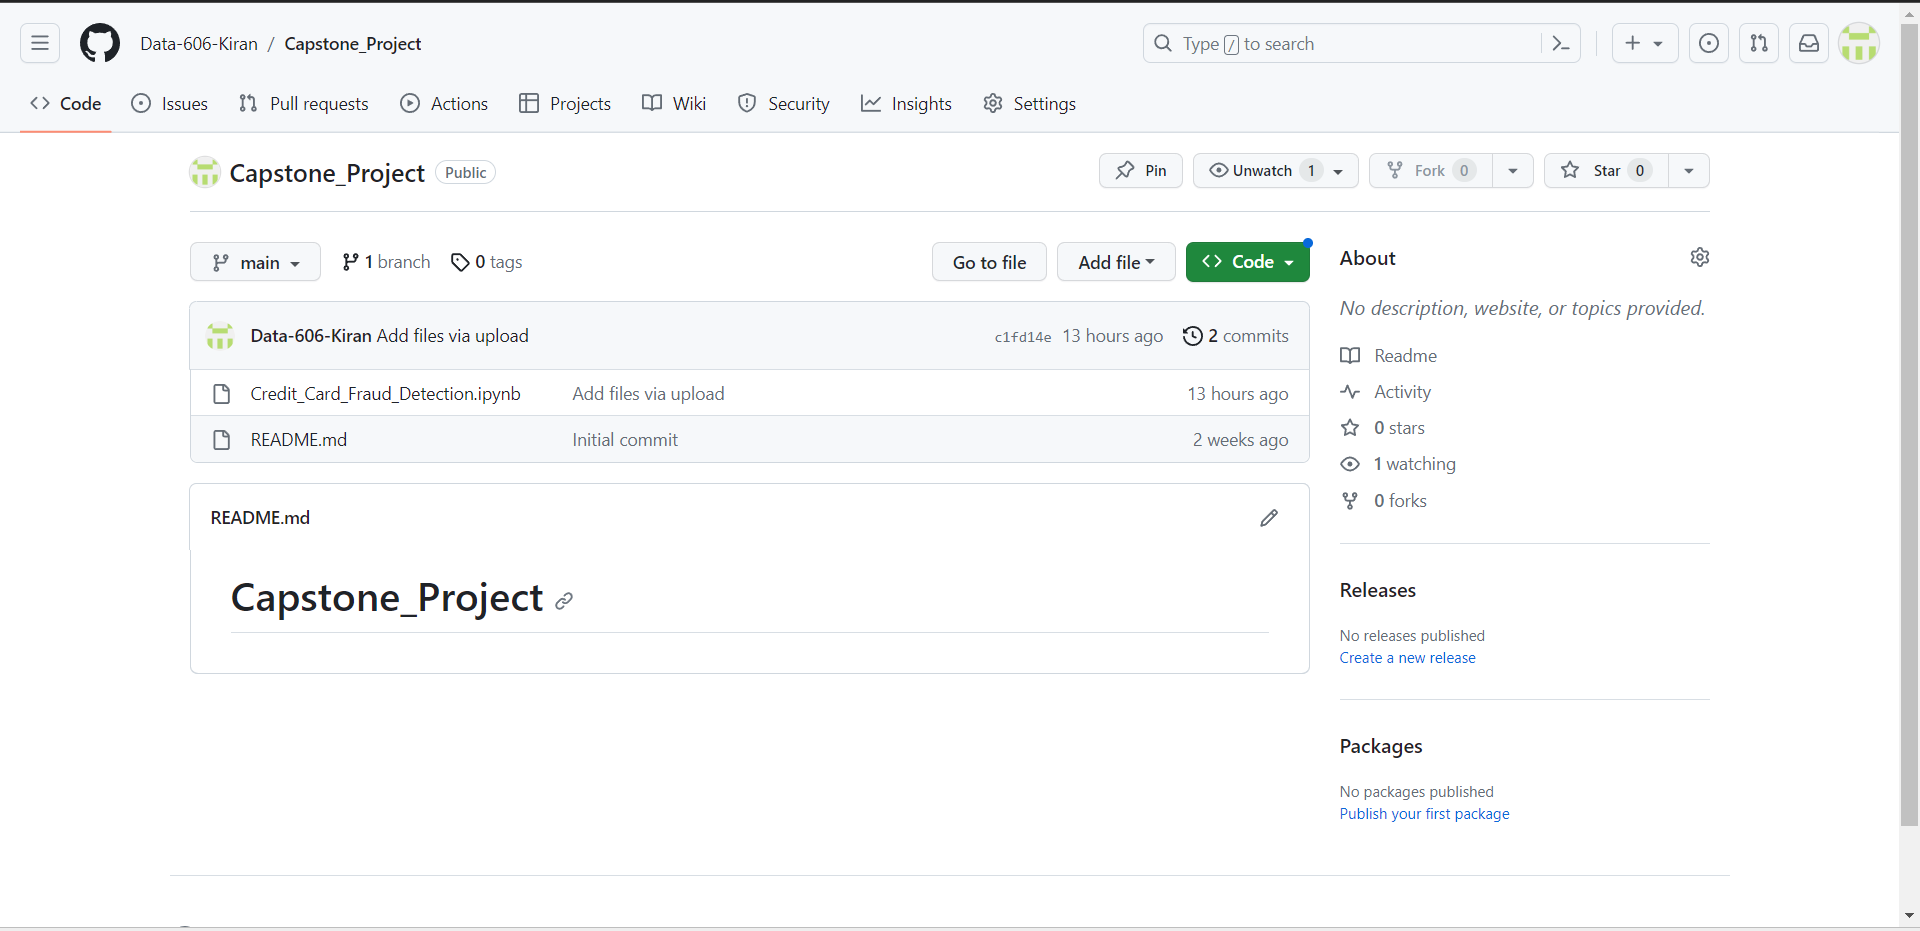 Data-606-Kiran / Capstone_Project
Type / to search
Code Issues Pull requests Actions Projects Wiki Security Insights Settings
Capstone_Project Public
Pin Unwatch 1 Fork 0 Star 0
main 1 branch 0 tags Go to file Add file Code
Data-606-Kiran Add files via upload c1fd14e 13 hours ago 2 commits
Credit_Card_Fraud_Detection.ipynb Add files via upload 13 hours ago
README.md Initial commit 2 weeks ago
README.md
Capstone_Project
About
No description, website, or topics provided.
Readme
Activity
0 stars
1 watching
0 forks
Releases
No releases published
Create a new release
Packages
No packages published
Publish your first package